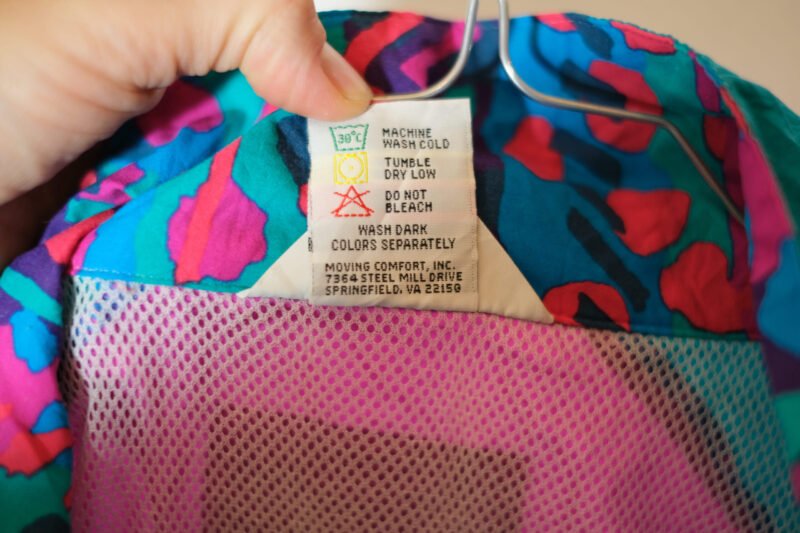 30°C MACHINE
WASH COLD
TUMBLE
DRY LOW
DO NOT
BLEACH
WASH DARK
COLORS SEPARATELY
MOVING COMFORT, INC.
7364 STEEL MILL DRIVE
SPRINGFIELD, VA 22150